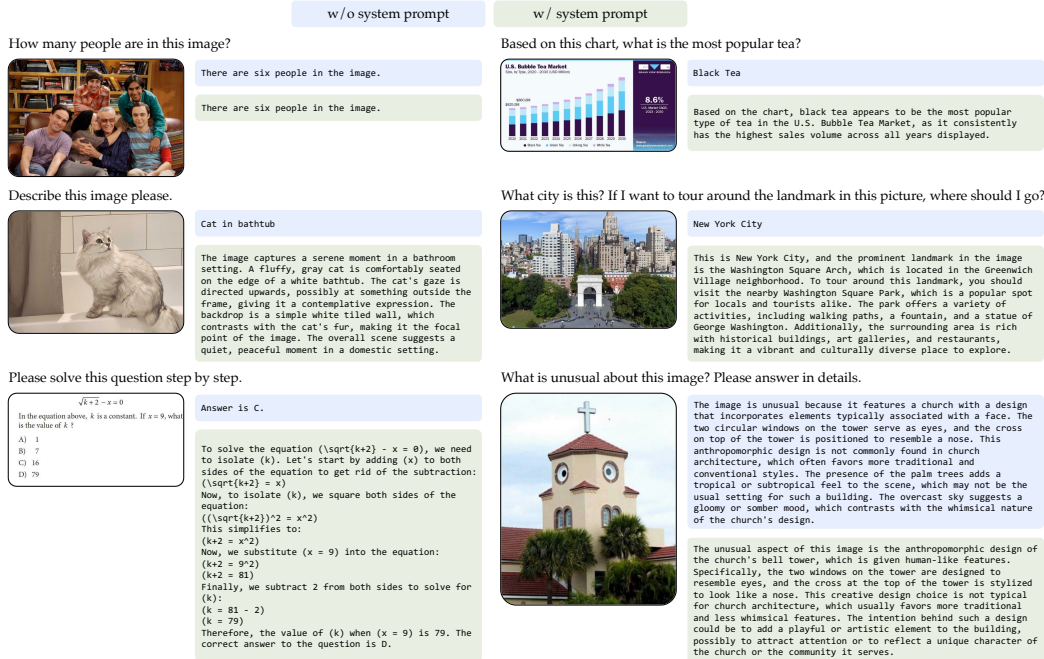 w/o system prompt
w/ system prompt
How many people are in this image?
There are six people in the image.
There are six people in the image.
Describe this image please.
Cat in bathtub
The image captures a serene moment in a bathroom
setting. A fluffy, gray cat is comfortably seated
on the edge of a white bathtub. The cat's gaze is
directed upwards, possibly at something outside the
frame, giving it a contemplative expression. The
backdrop is a simple white tiled wall, which
contrasts with the cat's fur, making it the focal
point of the image. The overall scene suggests a
quiet, peaceful moment in a domestic setting.
Please solve this question step by step.
√k+2 − x = 0
In the equation above, k is a constant. If x = 9, what
is the value of k ?
A) 1
B) 7
C) 16
D) 79
Answer is C.
To solve the equation (\sqrt{k+2} - x = 0), we need
to isolate (k). Let's start by adding (x) to both
sides of the equation to get rid of the subtraction:
(\sqrt{k+2} = x)
Now, to isolate (k), we square both sides of the
equation:
((\sqrt{k+2})^2 = x^2)
This simplifies to:
(k+2 = x^2)
Now, we substitute (x = 9) into the equation:
(k+2 = 9^2)
(k+2 = 81)
Finally, we subtract 2 from both sides to solve for
(k):
(k = 81 - 2)
(k = 79)
Therefore, the value of (k) when (x = 9) is 79. The
correct answer to the question is D.
Based on this chart, what is the most popular tea?
U.S. Bubble Tea Market
8.6%
Black Tea
Based on the chart, black tea appears to be the most popular
type of tea in the U.S. Bubble Tea Market, as it consistently
has the highest sales volume across all years displayed.
What city is this? If I want to tour around the landmark in this picture, where should I go?
New York City
This is New York City, and the prominent landmark in the image
is the Washington Square Arch, which is located in the Greenwich
Village neighborhood. To tour around this landmark, you should
visit the nearby Washington Square Park, which is a popular spot
for locals and tourists alike. The park offers a variety of
activities, including walking paths, a fountain, and a statue of
George Washington. Additionally, the surrounding area is rich
with historical buildings, art galleries, and restaurants,
making it a vibrant and culturally diverse place to explore.
What is unusual about this image? Please answer in details.
The image is unusual because it features a church with a design
that incorporates elements typically associated with a face. The
two circular windows on the tower serve as eyes, and the cross
on top of the tower is positioned to resemble a nose. This
anthropomorphic design is not commonly found in church
architecture, which often favors more traditional and
conventional styles. The presence of the palm trees adds a
tropical or subtropical feel to the scene, which may not be the
usual setting for such a building. The overcast sky suggests a
gloomy or somber mood, which contrasts with the whimsical nature
of the church's design.
The unusual aspect of this image is the anthropomorphic design of
the church's bell tower, which is given human-like features.
Specifically, the two windows on the tower are designed to
resemble eyes, and the cross at the top of the tower is stylized
to look like a nose. This creative design choice is not typical
for church architecture, which usually favors more traditional
and less whimsical features. The intention behind such a design
could be to add a playful or artistic element to the building,
possibly to attract attention or to reflect a unique character of
the church or the community it serves.